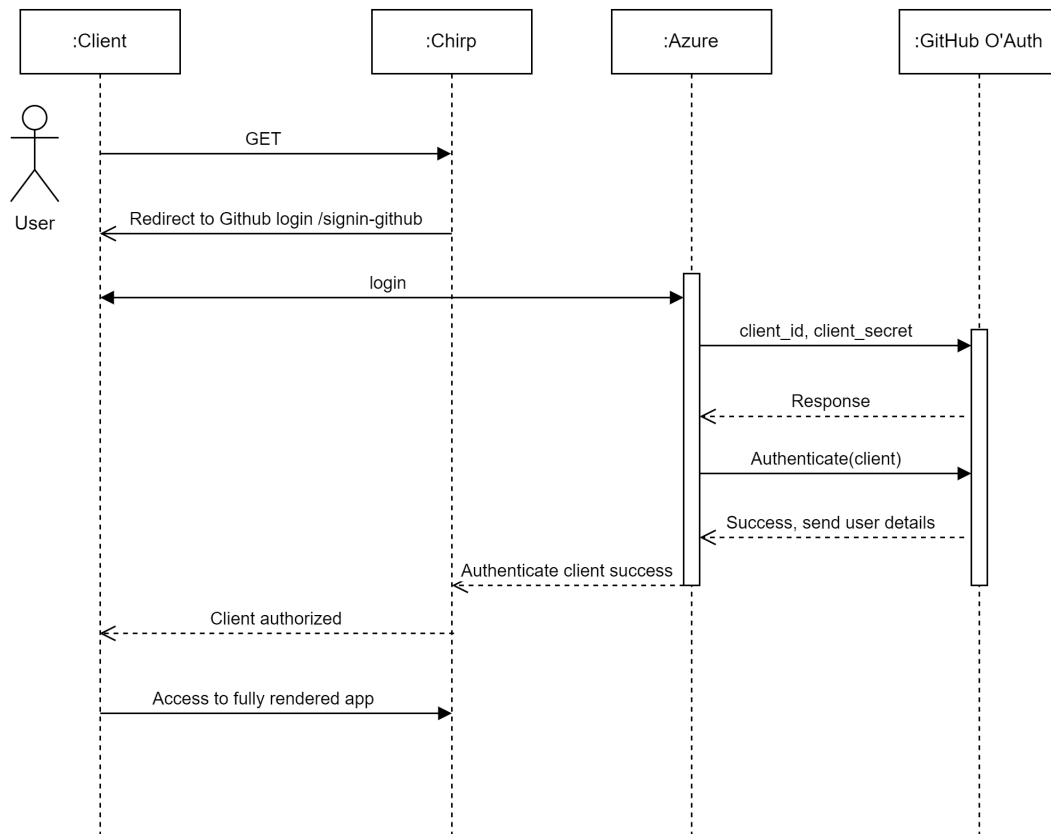 :Client
:Chirp
:Azure
:GitHub O'Auth
User
GET
Redirect to Github login /signin-github
login
client_id, client_secret
Response
Authenticate(client)
Success, send user details
Authenticate client success
Client authorized
Access to fully rendered app